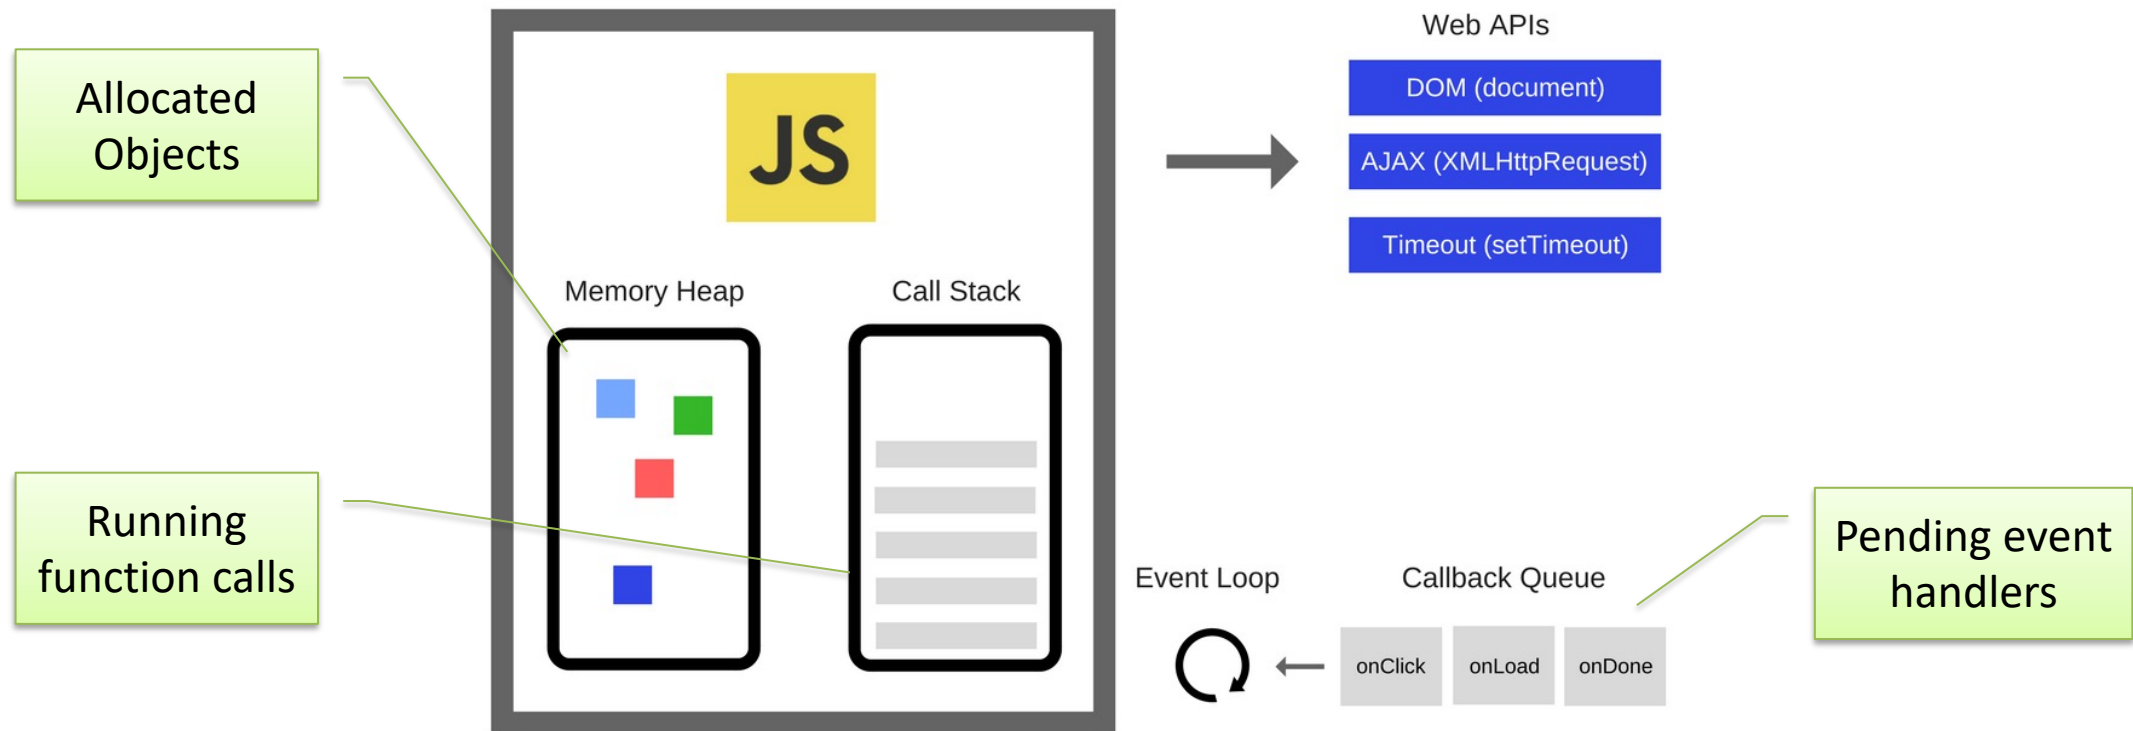 Web APIs
Allocated
Objects
DOM (document)
JS
AJAX (XMLHttpRequest)
Timeout (setTimeout)
Memory Heap
Call Stack
Running
function calls
Pending event
handlers
Event Loop
Callback Queue
onClick
onLoad
onDone